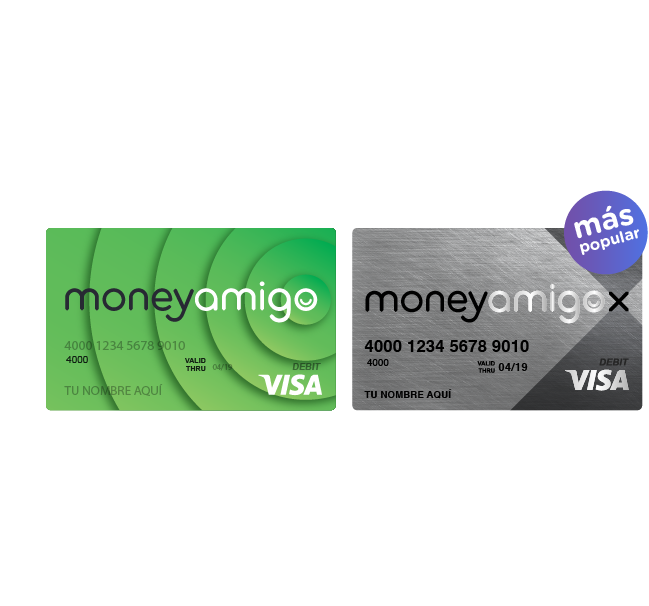 moneyamigo
4000 1234 5678 9010
4000
VALID
THRU
04/19
DEBIT
VISA
TU NOMBRE AQUÍ
más
popular
moneyamigox
4000 1234 5678 9010
4000
VALID
THRU
04/19
DEBIT
VISA
TU NOMBRE AQUÍ